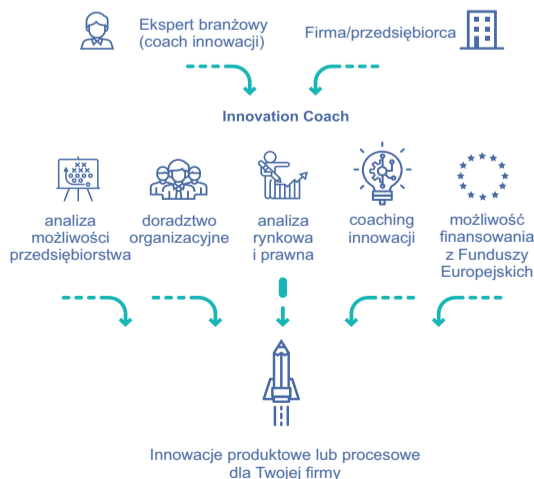 Ekspert branżowy
(coach innowacji)
Firma/przedsiębiorca
Innovation Coach
analiza
możliwości
przedsiębiorstwa
doradztwo
organizacyjne
analiza
rynkowa
i prawna
coaching
innowacji
możliwość
finansowania
z Funduszy
Europejskich
Innowacje produktowe lub procesowe
dla Twojej firmy